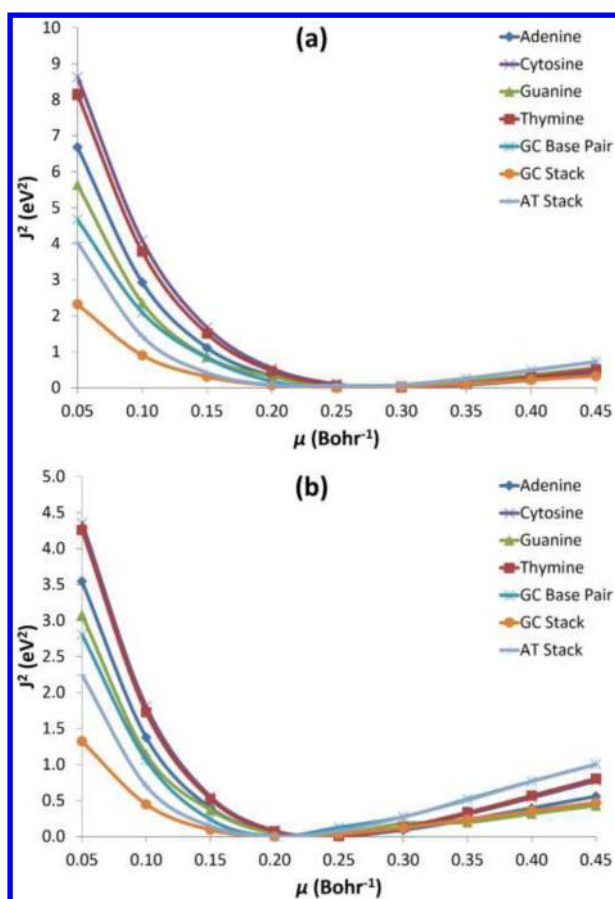 (a)
Adenine
Cytosine
Guanine
Thymine
GC Base Pair
GC Stack
AT Stack
J² (eV²)
10
9
8
7
6
5
4
3
2
1
0
0.05 0.10 0.15 0.20 0.25 0.30 0.35 0.40 0.45
μ (Bohr⁻¹)
(b)
Adenine
Cytosine
Guanine
Thymine
GC Base Pair
GC Stack
AT Stack
J² (eV²)
5.0
4.5
4.0
3.5
3.0
2.5
2.0
1.5
1.0
0.5
0.0
0.05 0.10 0.15 0.20 0.25 0.30 0.35 0.40 0.45
μ (Bohr⁻¹)